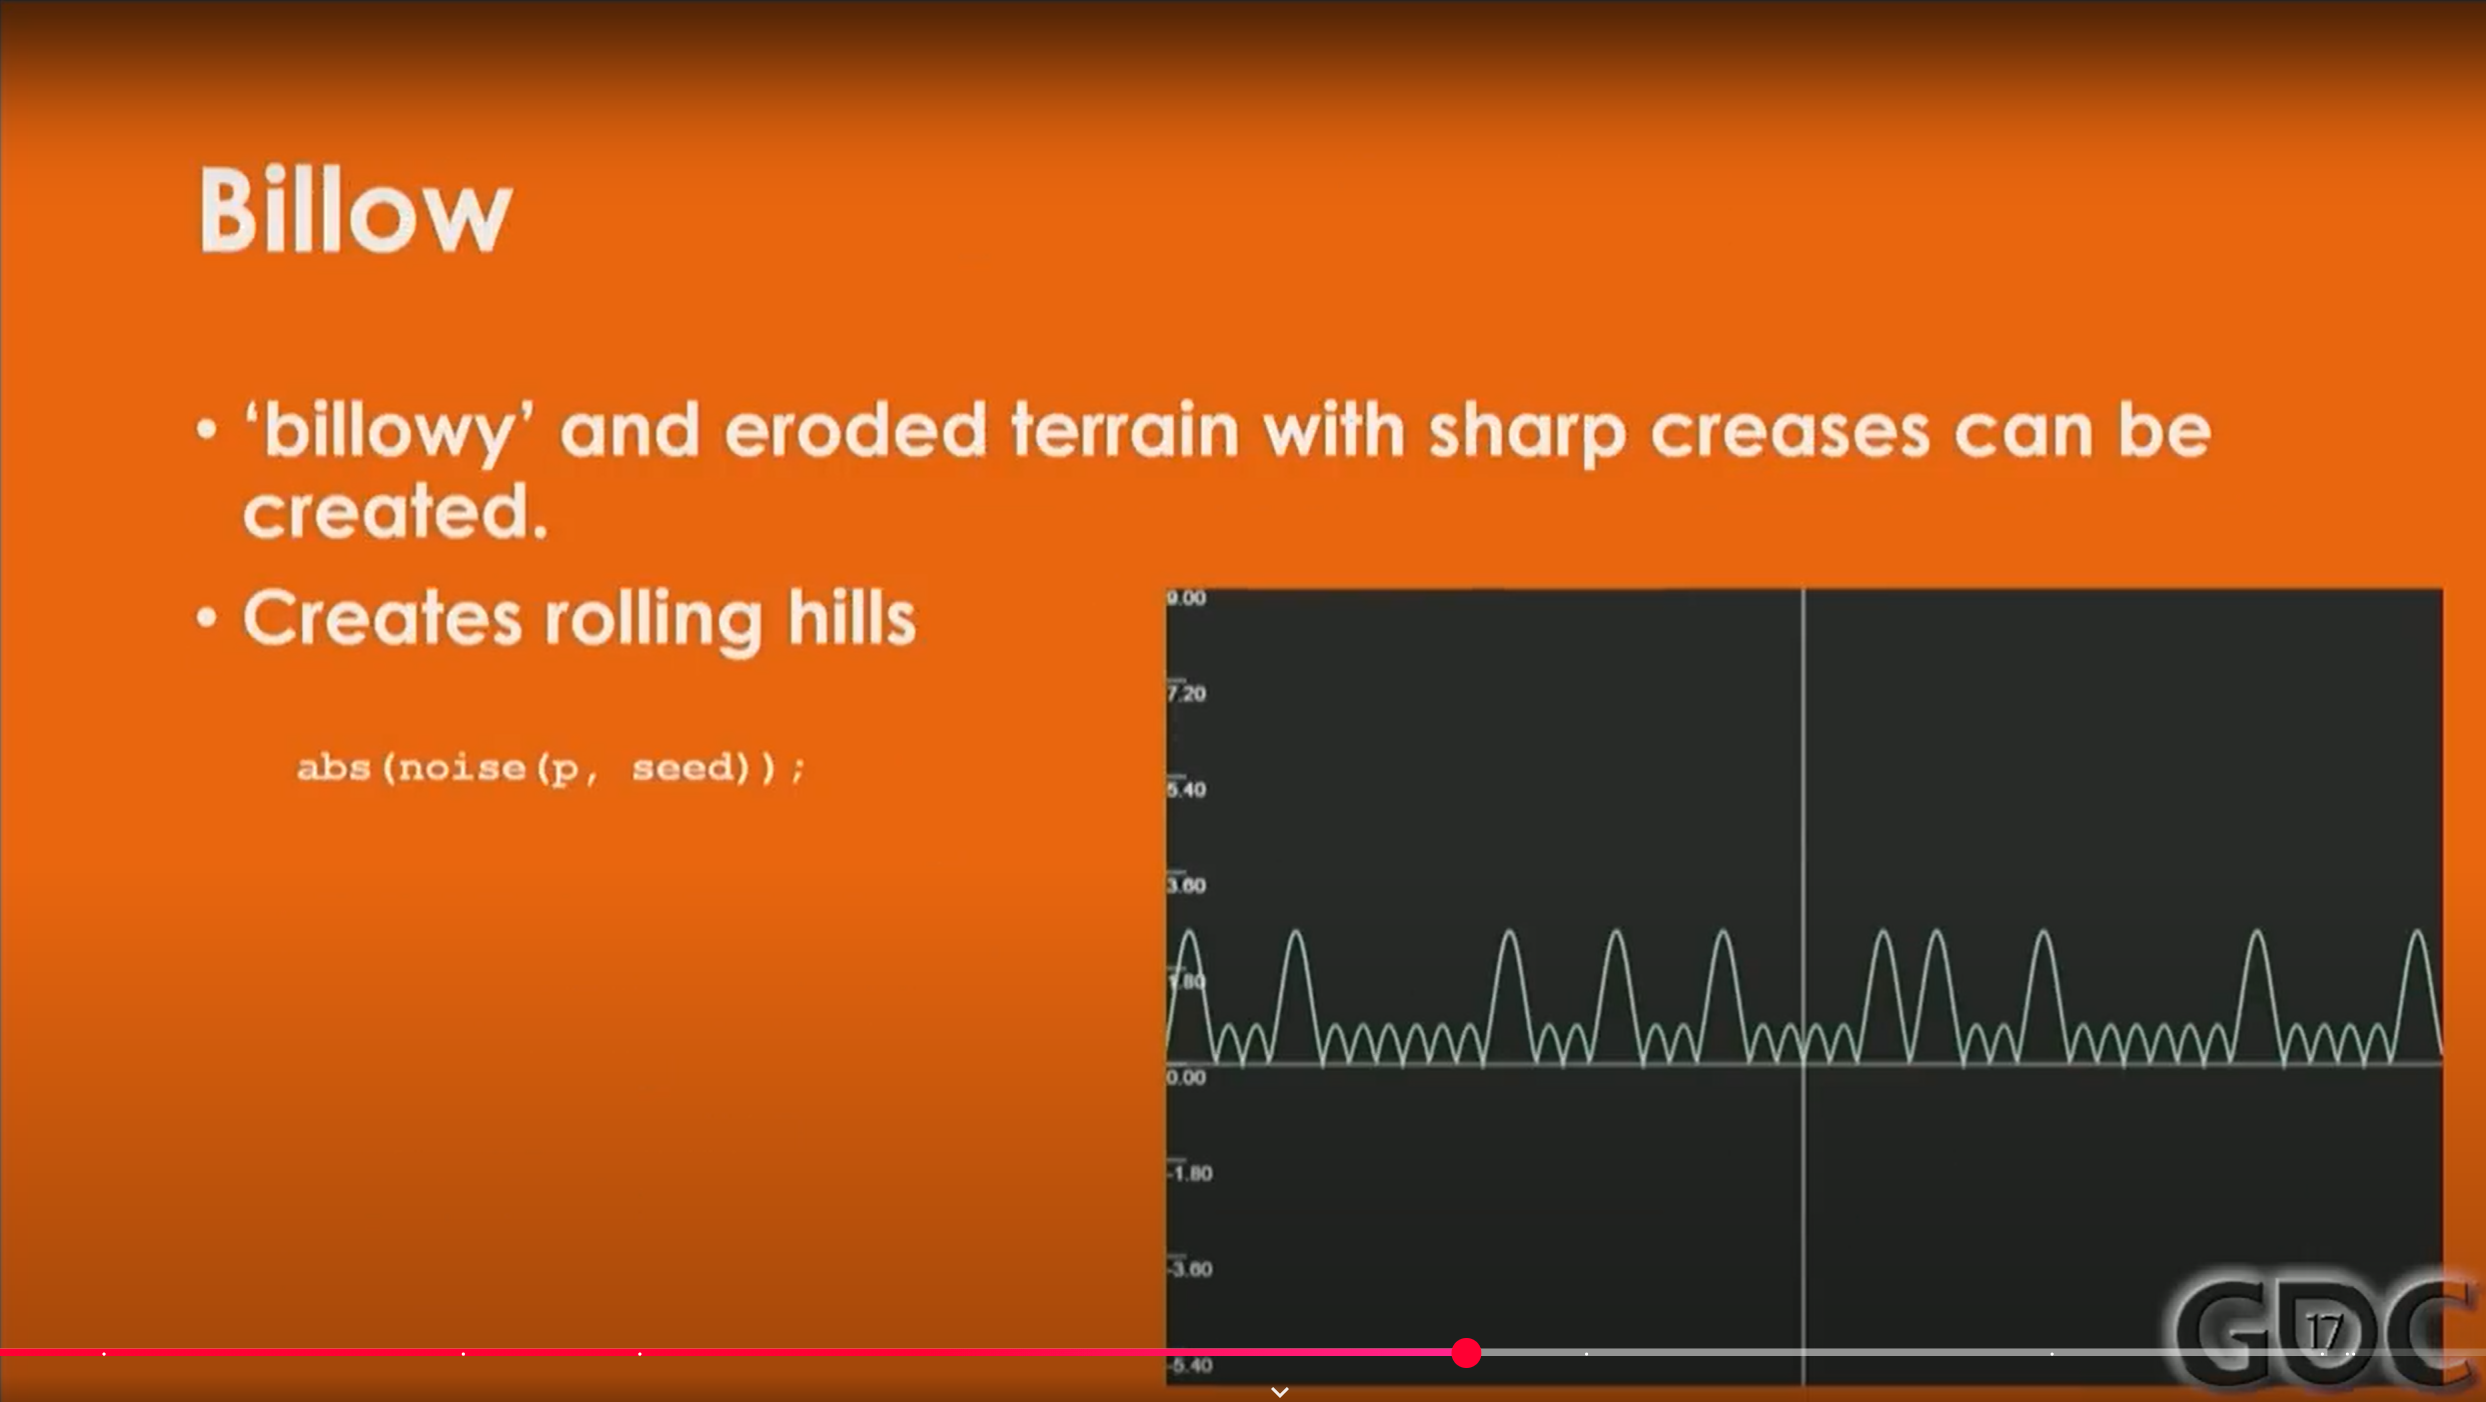 Billow
• ‘billowy’ and eroded terrain with sharp creases can be
created.
• Creates rolling hills
abs(noise(p, seed));
9.00
7.20
5.40
3.60
1.80
0.00
-1.80
-3.60
-5.40
GDC
17